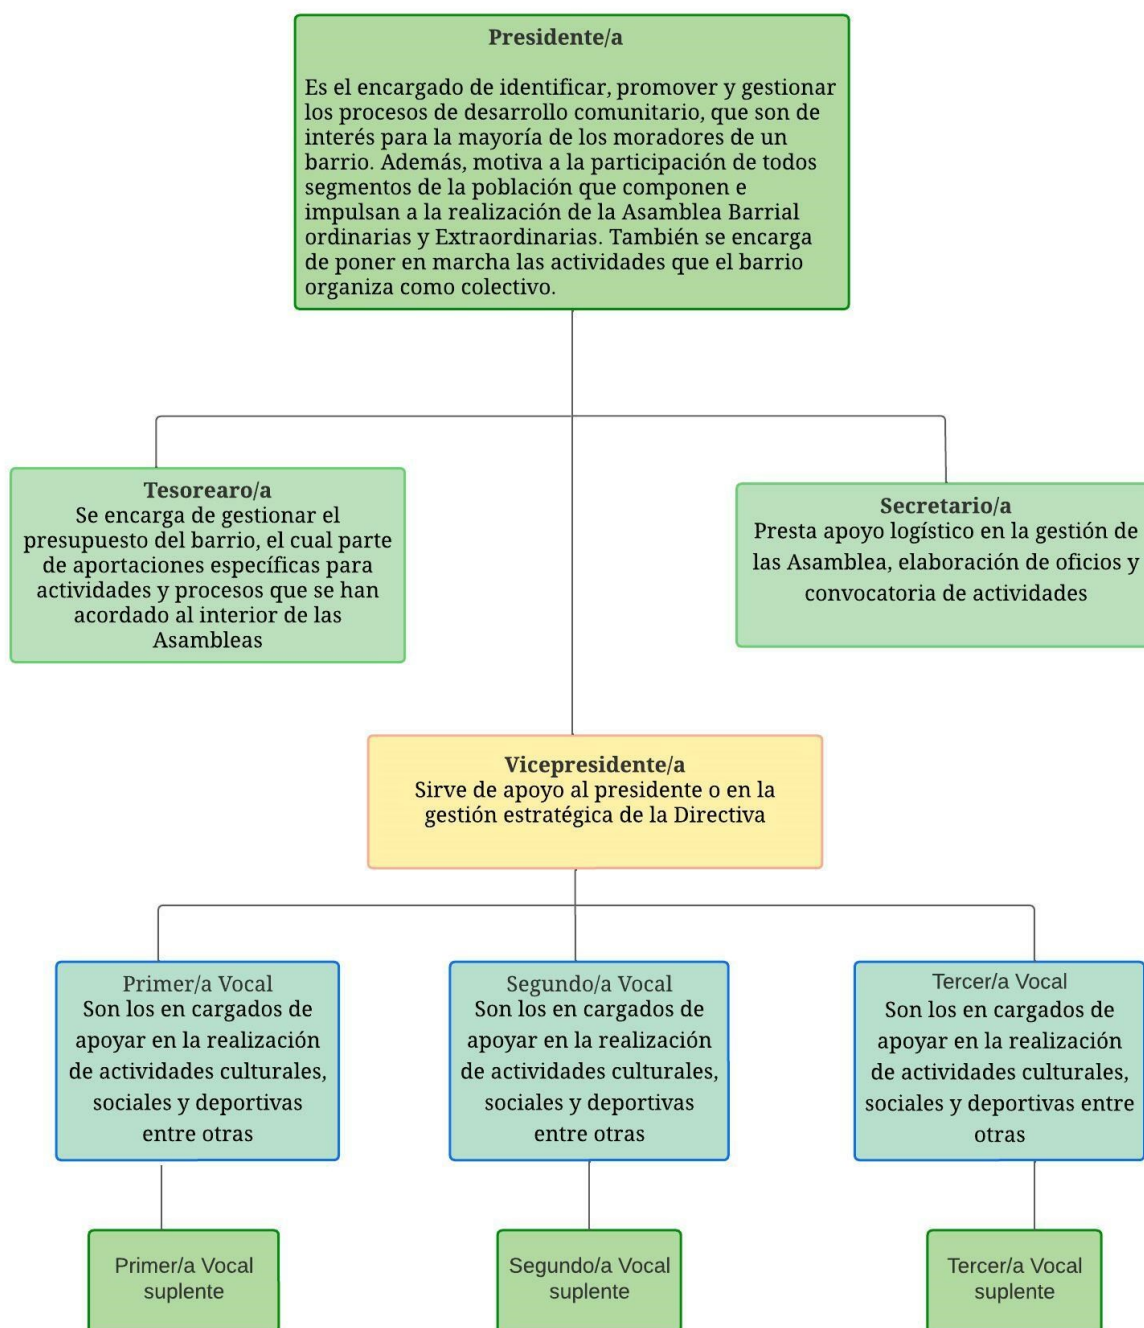 Presidente/a
Es el encargado de identificar, promover y gestionar
los procesos de desarrollo comunitario, que son de
interés para la mayoría de los moradores de un
barrio. Además, motiva a la participación de todos
segmentos de la población que componen e
impulsan a la realización de la Asamblea Barrial
ordinarias y Extraordinarias. También se encarga
de poner en marcha las actividades que el barrio
organiza como colectivo.
Tesorearo/a
Se encarga de gestionar el
presupuesto del barrio, el cual parte
de aportaciones específicas para
actividades y procesos que se han
acordado al interior de las
Asambleas
Secretario/a
Presta apoyo logístico en la gestión de
las Asamblea, elaboración de oficios y
convocatoria de actividades
Vicepresidente/a
Sirve de apoyo al presidente o en la
gestión estratégica de la Directiva
Primer/a Vocal
Son los en cargados de
apoyar en la realización
de actividades culturales,
sociales y deportivas
entre otras
Segundo/a Vocal
Son los en cargados de
apoyar en la realización
de actividades culturales,
sociales y deportivas
entre otras
Tercer/a Vocal
Son los en cargados de
apoyar en la realización
de actividades culturales,
sociales y deportivas entre
otras
Primer/a Vocal
suplente
Segundo/a Vocal
suplente
Tercer/a Vocal
suplente